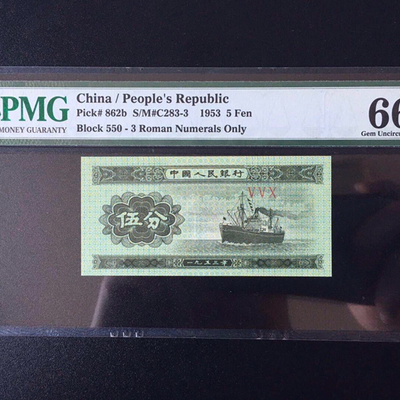 PMG
MONEY GUARANTY
China / People's Republic
Pick# 862b S/M#C283-3 1953 5 Fen
Block 550 - 3 Roman Numerals Only
66
Gem Uncirc
中國人民銀行
VVX
伍分
一九五三年